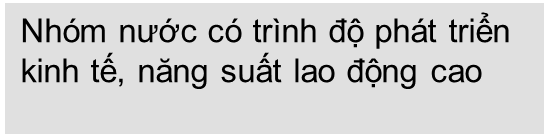 Nhóm nước có trình độ phát triển
kinh tế, năng suất lao động cao